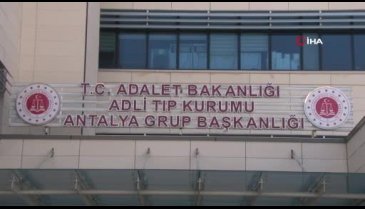 İHA
T.C. ADALET BAKANLIĞI
ADLİ TIP KURUMU
ANTALYA GRUP BAŞKANLIĞI